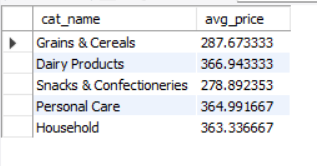 cat_name avg_price
Grains & Cereals 287.673333
Dairy Products 366.943333
Snacks & Confectioneries 278.892353
Personal Care 364.991667
Household 363.336667